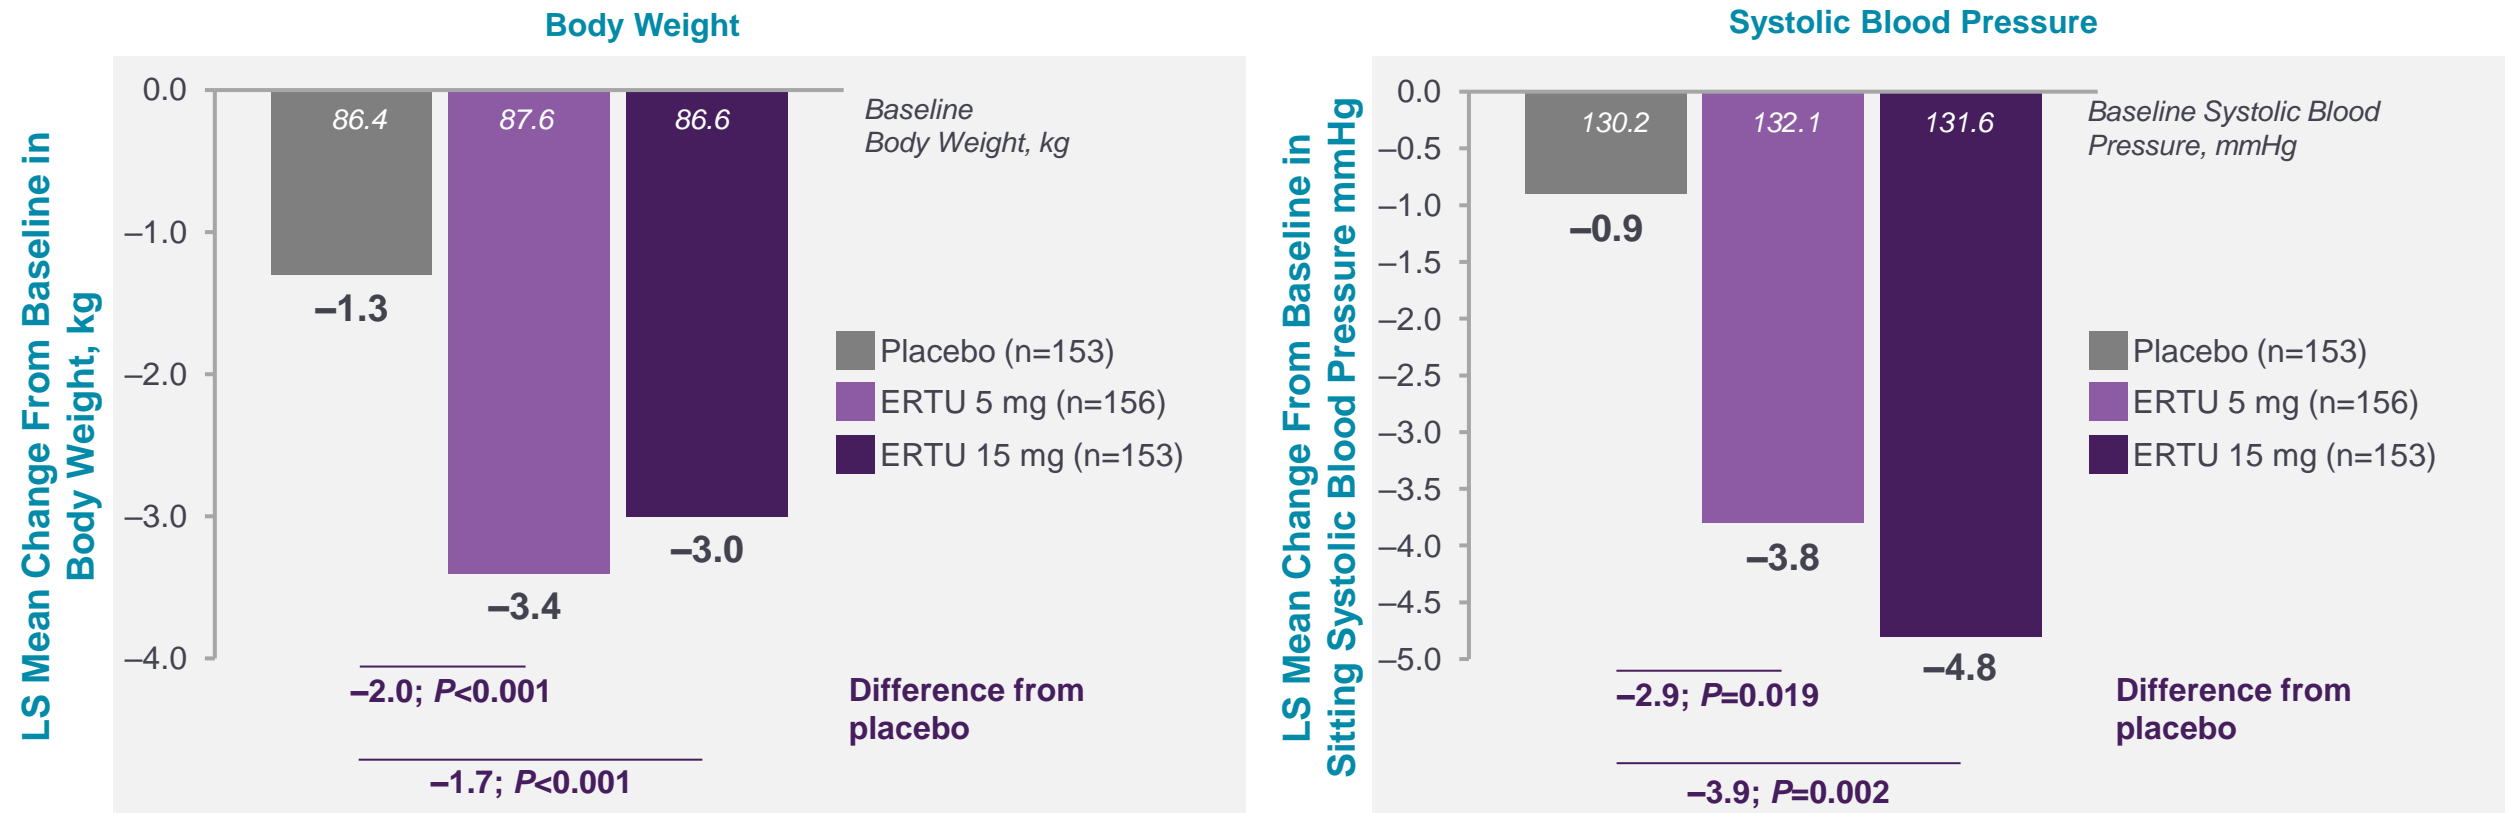 Body Weight
LS Mean Change From Baseline in
Body Weight, kg
0.0
–1.0
–2.0
–3.0
–4.0
86.4
87.6
86.6
Baseline
Body Weight, kg
–1.3
–3.4
–3.0
Placebo (n=153)
ERTU 5 mg (n=156)
ERTU 15 mg (n=153)
–2.0; P<0.001
–1.7; P<0.001
Difference from
placebo
Systolic Blood Pressure
LS Mean Change From Baseline in
Sitting Systolic Blood Pressure mmHg
0.0
–0.5
–1.0
–1.5
–2.0
–2.5
–3.0
–3.5
–4.0
–4.5
–5.0
130.2
132.1
131.6
Baseline Systolic Blood
Pressure, mmHg
–0.9
–3.8
–4.8
Placebo (n=153)
ERTU 5 mg (n=156)
ERTU 15 mg (n=153)
–2.9; P=0.019
–3.9; P=0.002
Difference from
placebo